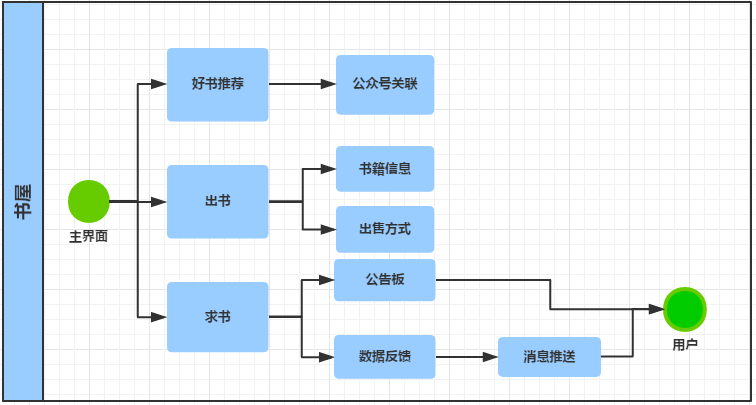 书屋
主界面
好书推荐
公众号关联
出书
书籍信息
出售方式
求书
公告板
数据反馈
消息推送
用户